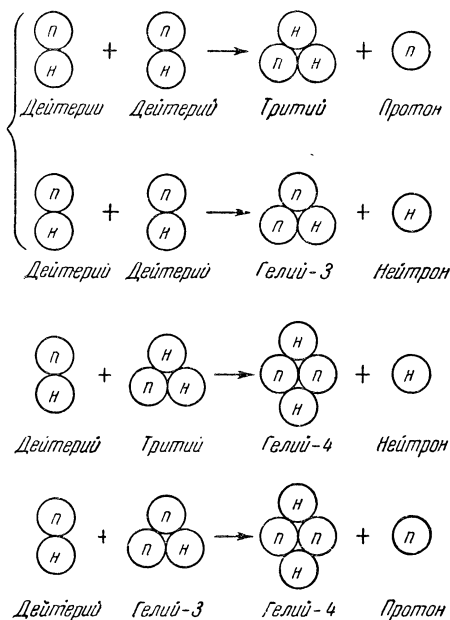 п п н
н + н → п н + п
Дейтерий Дейтерий Тритий Протон
п п п
н + н → п н + н
Дейтерий Дейтерий Гелий-3 Нейтрон
п н н
н + п н → п п + н
н
Дейтерий Тритий Гелий-4 Нейтрон
п п н
н + п н → п п + п
н
Дейтерий Гелий-3 Гелий-4 Протон